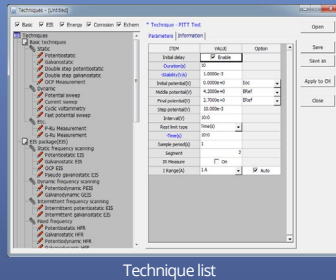 Techniques - [Untitled]
Basic
EIS
Energy
Corrosion
Echem
Techniques
Basic techniques
Static
Potentiostatic
Galvanostatic
Double step potentiostatic
Double step galvanostatic
OCP Measurement
Dynamic
Potential sweep
Current sweep
Cyclic voltammetry
Fast potential sweep
EIS
F-Ru Measurement
G-Ru Measurement
EIS package(EIS)
Static frequency scanning
Potentiostatic EIS
Galvanostatic EIS
OCP EIS
Pseudo galvanostatic EIS
Dynamic frequency scanning
Potentiodynamic PEIS
Galvanodynamic GEIS
Intermittent frequency scanning
Intermittent potentiostatic EIS
Intermittent galvanostatic EIS
Fixed frequency
Potentiostatic HFR
Galvanostatic HFR
Potentiodynamic HFR
* Technique - PITT Test
Parameters
Information
ITEM VALUE Option
Initial delay Enable
Duration(s) 10
Initial potential(V) 0.0000e+0 Eoc
Middle potential(V) 4.2000e+0 ERef
Final potential(V) 2.7000e+0 ERef
Step potential(V) 10.000e-3
Interval(V) 10:0
Rest limit type Time(s)
Time(s) 10:0
Sample period(s) 1
Segment 2
IR Measure On
I Range(A) 1 A Auto
Open
Save
Save as
Apply to CH
Close
Technique list